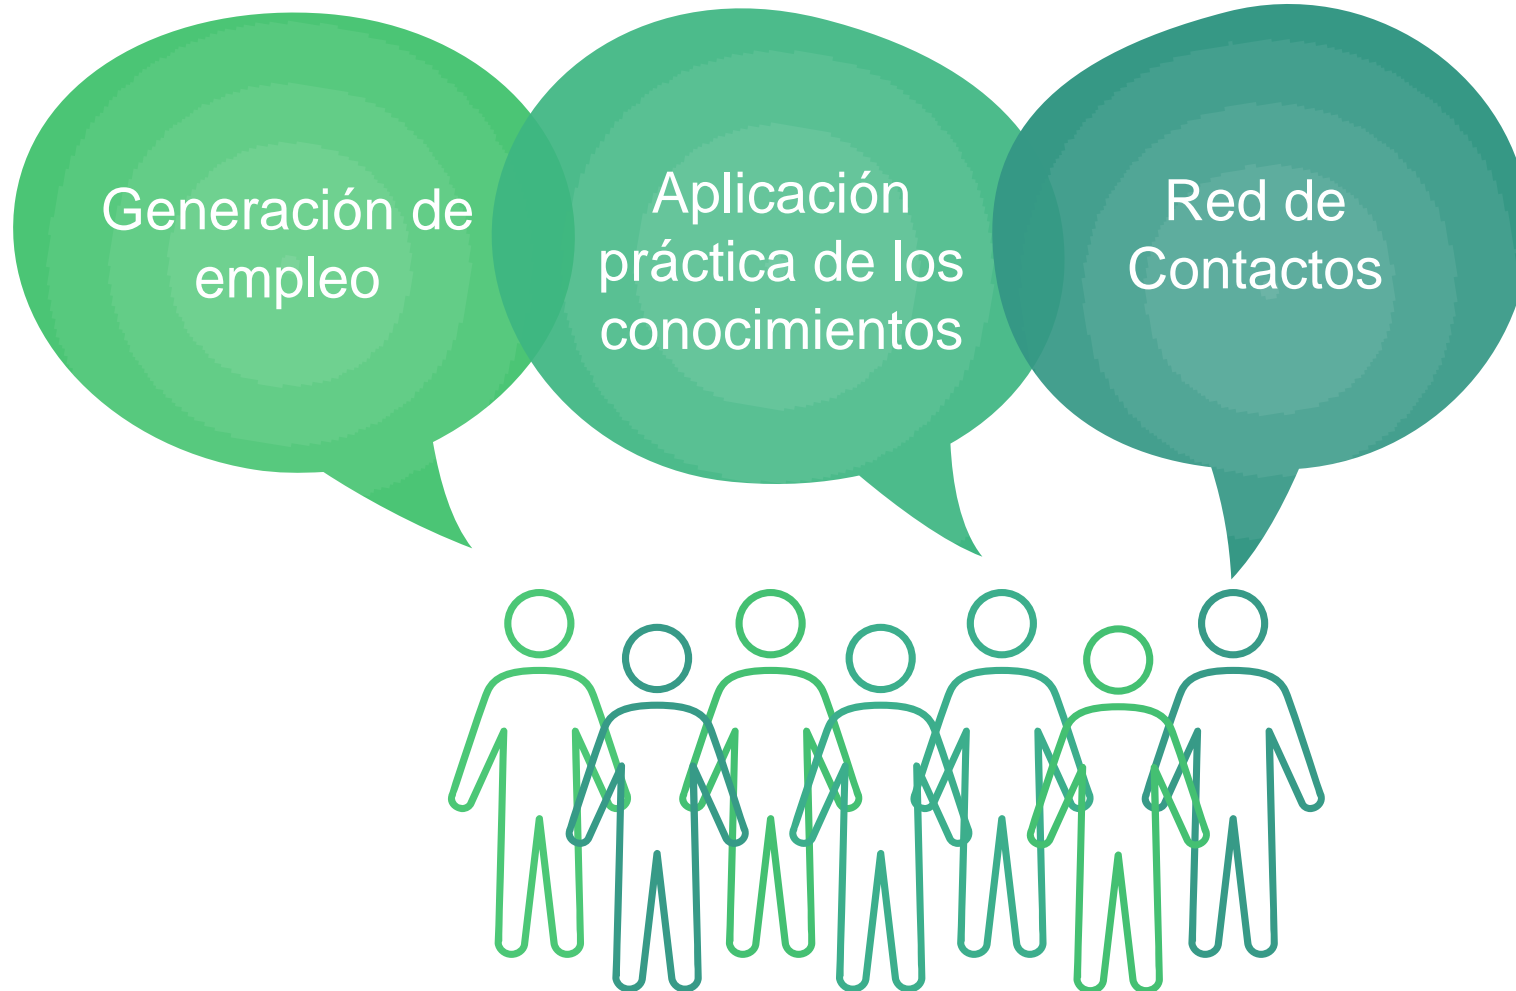 Generación de
empleo
Aplicación
práctica de los
conocimientos
Red de
Contactos